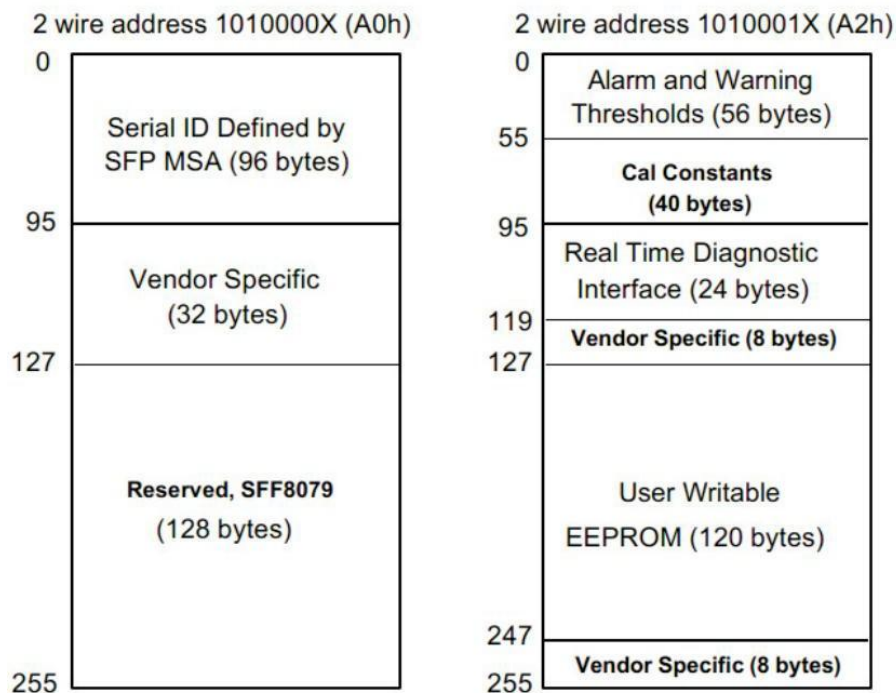 2 wire address 1010000X (A0h)
0
Serial ID Defined by
SFP MSA (96 bytes)
95
Vendor Specific
(32 bytes)
127
Reserved, SFF8079
(128 bytes)
255
2 wire address 1010001X (A2h)
0
Alarm and Warning
Thresholds (56 bytes)
55
Cal Constants
(40 bytes)
95
Real Time Diagnostic
Interface (24 bytes)
119
Vendor Specific (8 bytes)
127
User Writable
EEPROM (120 bytes)
247
Vendor Specific (8 bytes)
255